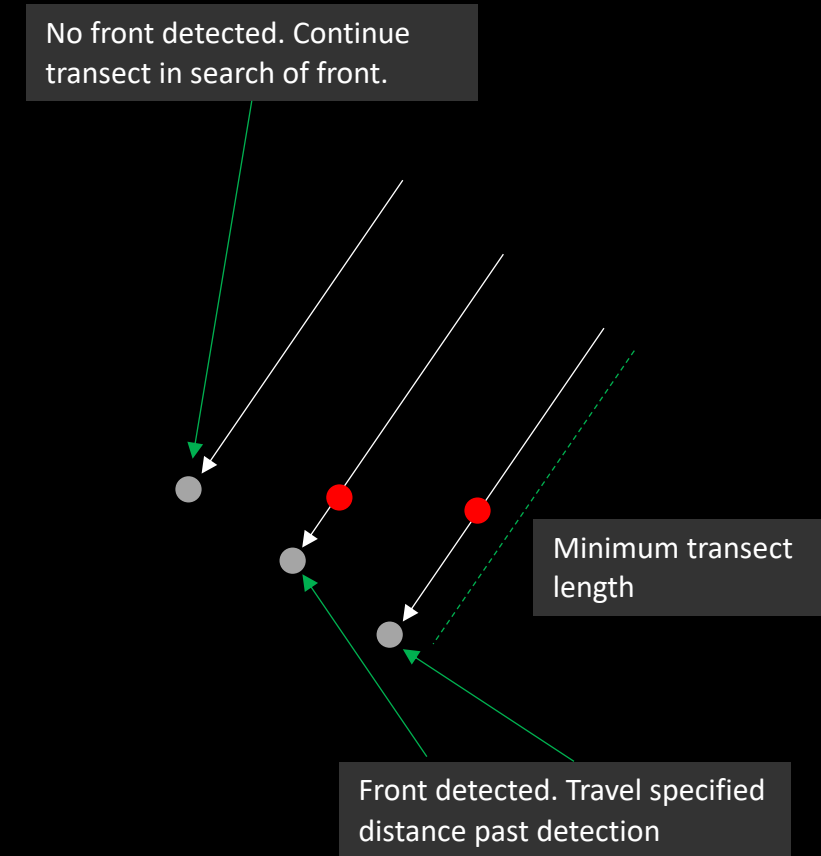 No front detected. Continue
transect in search of front.
Minimum transect
length
Front detected. Travel specified
distance past detection